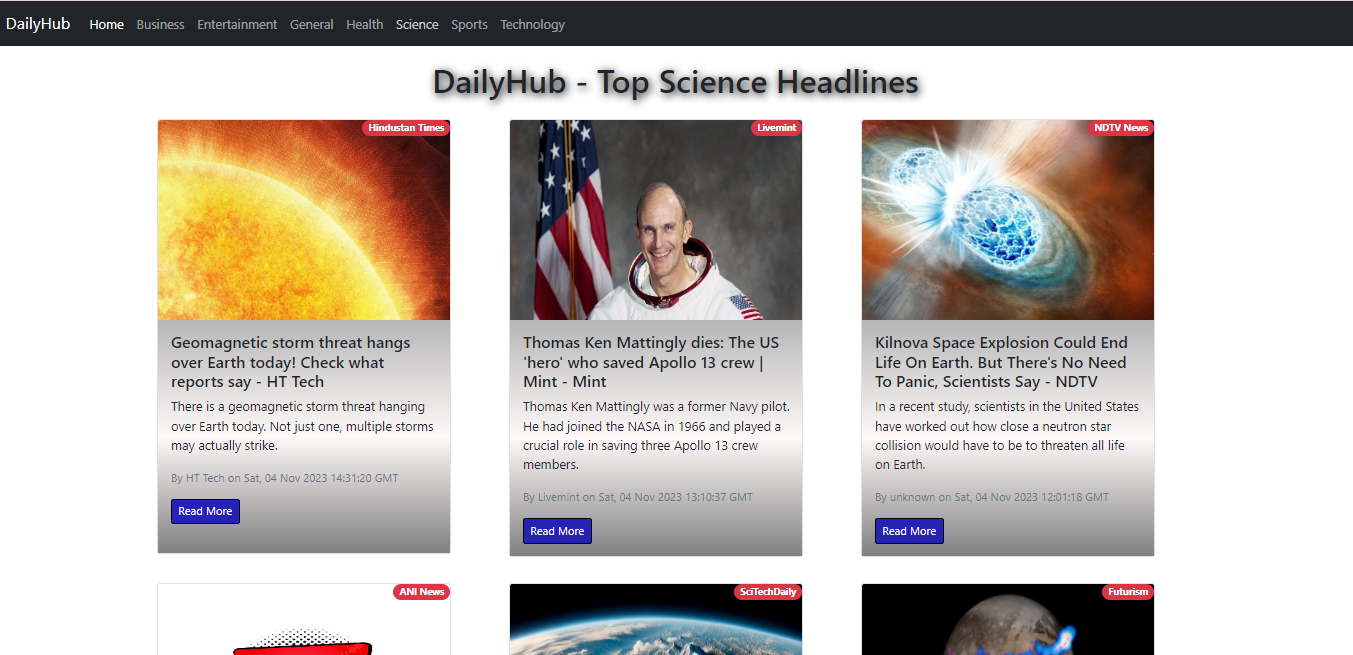 DailyHub Home Business Entertainment General Health Science Sports Technology
DailyHub - Top Science Headlines
Hindustan Times
Geomagnetic storm threat hangs
over Earth today! Check what
reports say - HT Tech
There is a geomagnetic storm threat hanging
over Earth today. Not just one, multiple storms
may actually strike.
By HT Tech on Sat, 04 Nov 2023 14:31:20 GMT
Read More
Livemint
Thomas Ken Mattingly dies: The US
'hero' who saved Apollo 13 crew |
Mint - Mint
Thomas Ken Mattingly was a former Navy pilot.
He had joined the NASA in 1966 and played a
crucial role in saving three Apollo 13 crew
members.
By Livemint on Sat, 04 Nov 2023 13:10:37 GMT
Read More
NDTV News
Kilnova Space Explosion Could End
Life On Earth. But There's No Need
To Panic, Scientists Say - NDTV
In a recent study, scientists in the United States
have worked out how close a neutron star
collision would have to be to threaten all life
on Earth.
By unknown on Sat, 04 Nov 2023 12:01:18 GMT
Read More
ANI News
SciTechDaily
Futurism